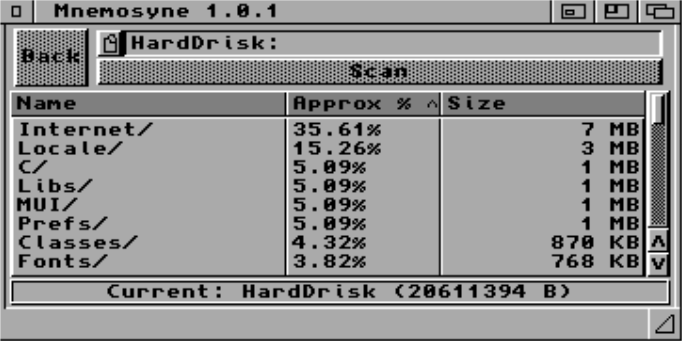 Mnemosyne 1.0.1
Back
HardDrisk:
Scan
Name Approx % ^ Size
Internet/ 35.61% 7 MB
Locale/ 15.26% 3 MB
C/ 5.09% 1 MB
Libs/ 5.09% 1 MB
MUI/ 5.09% 1 MB
Prefs/ 5.09% 1 MB
Classes/ 4.32% 870 KB
Fonts/ 3.82% 768 KB
Current: HardDrisk (20611394 B)